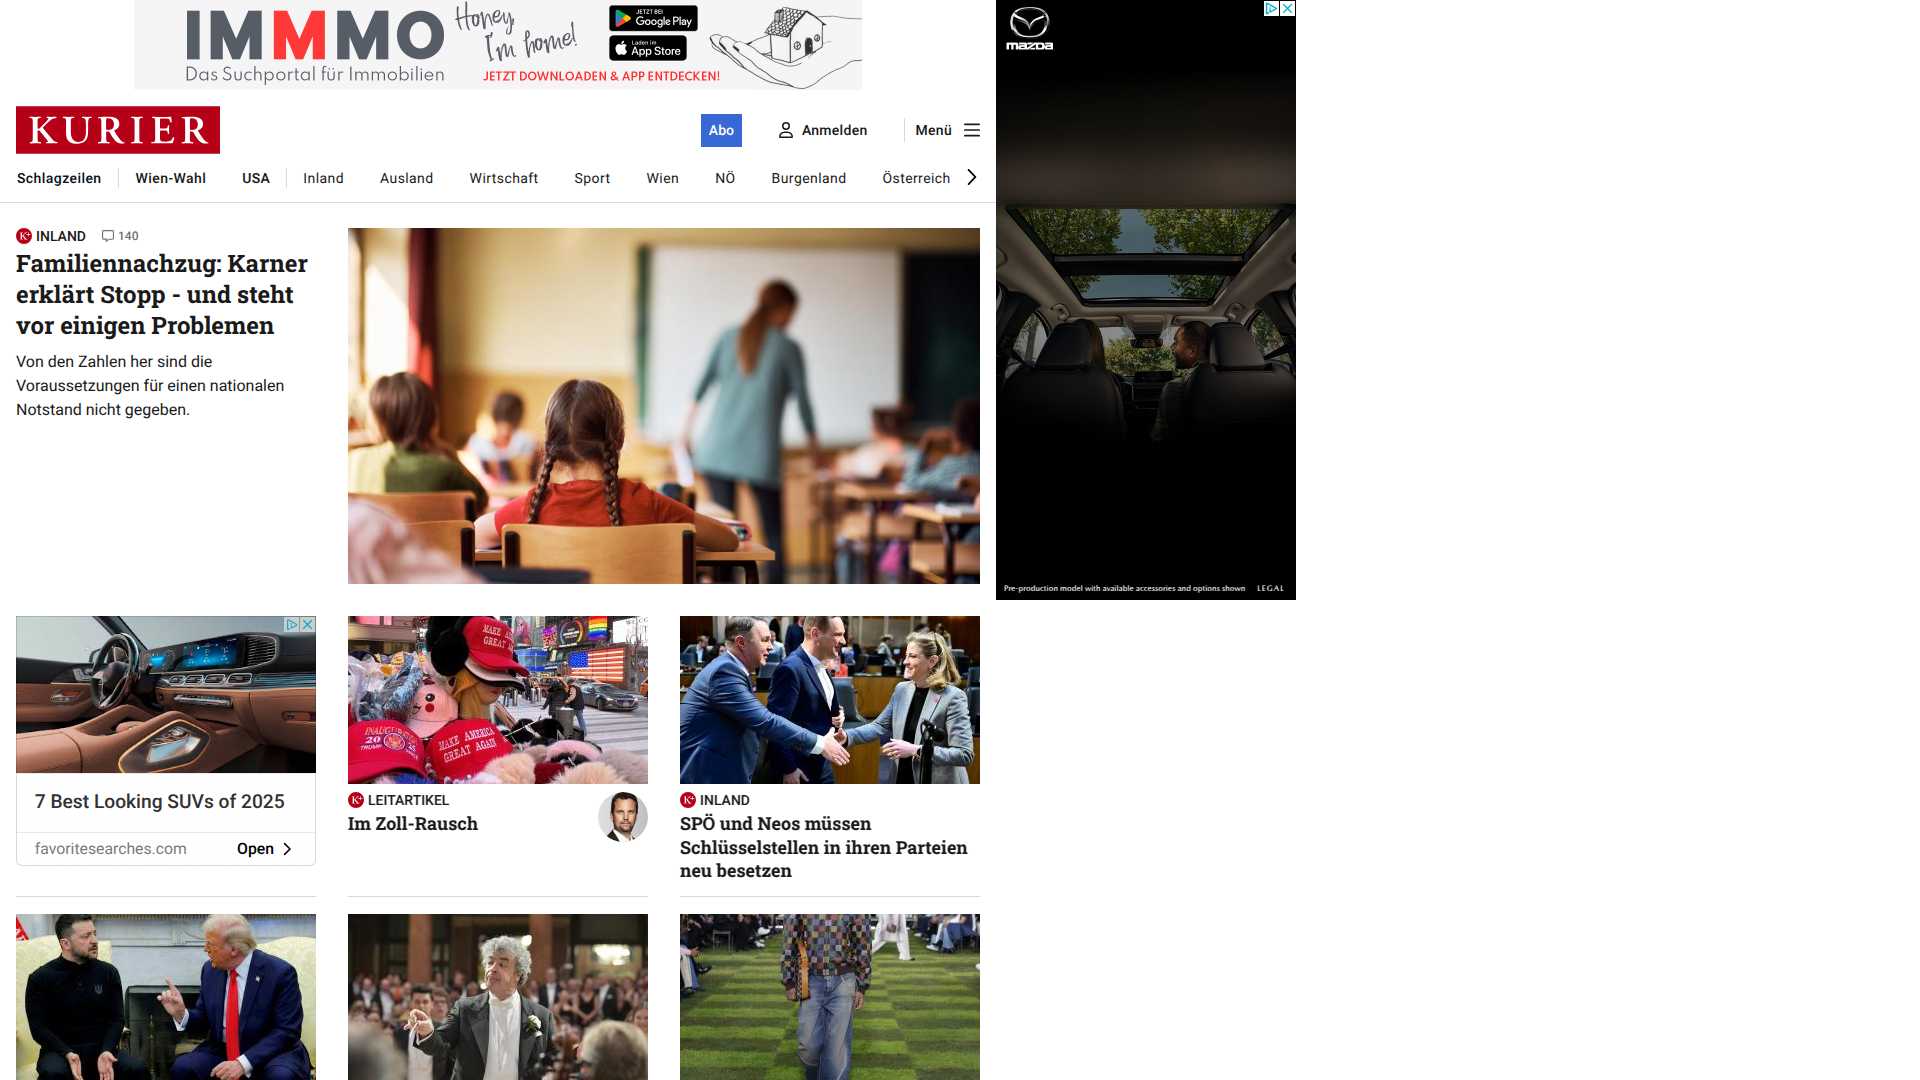 IMMMO
Das Suchportal für Immobilien
Honey,
I'm home!
JETZT BEI
Google Play
Laden im
App Store
JETZT DOWNLOADEN & APP ENTDECKEN!
mazda
KURIER
Abo
Anmelden
Menü
Schlagzeilen
Wien-Wahl
USA
Inland
Ausland
Wirtschaft
Sport
Wien
NÖ
Burgenland
Österreich
K+ INLAND 140
Familiennachzug: Karner
erklärt Stopp - und steht
vor einigen Problemen
Von den Zahlen her sind die
Voraussetzungen für einen nationalen
Notstand nicht gegeben.
Pre-production model with available accessories and options shown LEGAL
7 Best Looking SUVs of 2025
favoritesearches.com
Open
MAKE AMERICA
GREAT AGAIN
K+ LEITARTIKEL
Im Zoll-Rausch
K+ INLAND
SPÖ und Neos müssen
Schlüsselstellen in ihren Parteien
neu besetzen